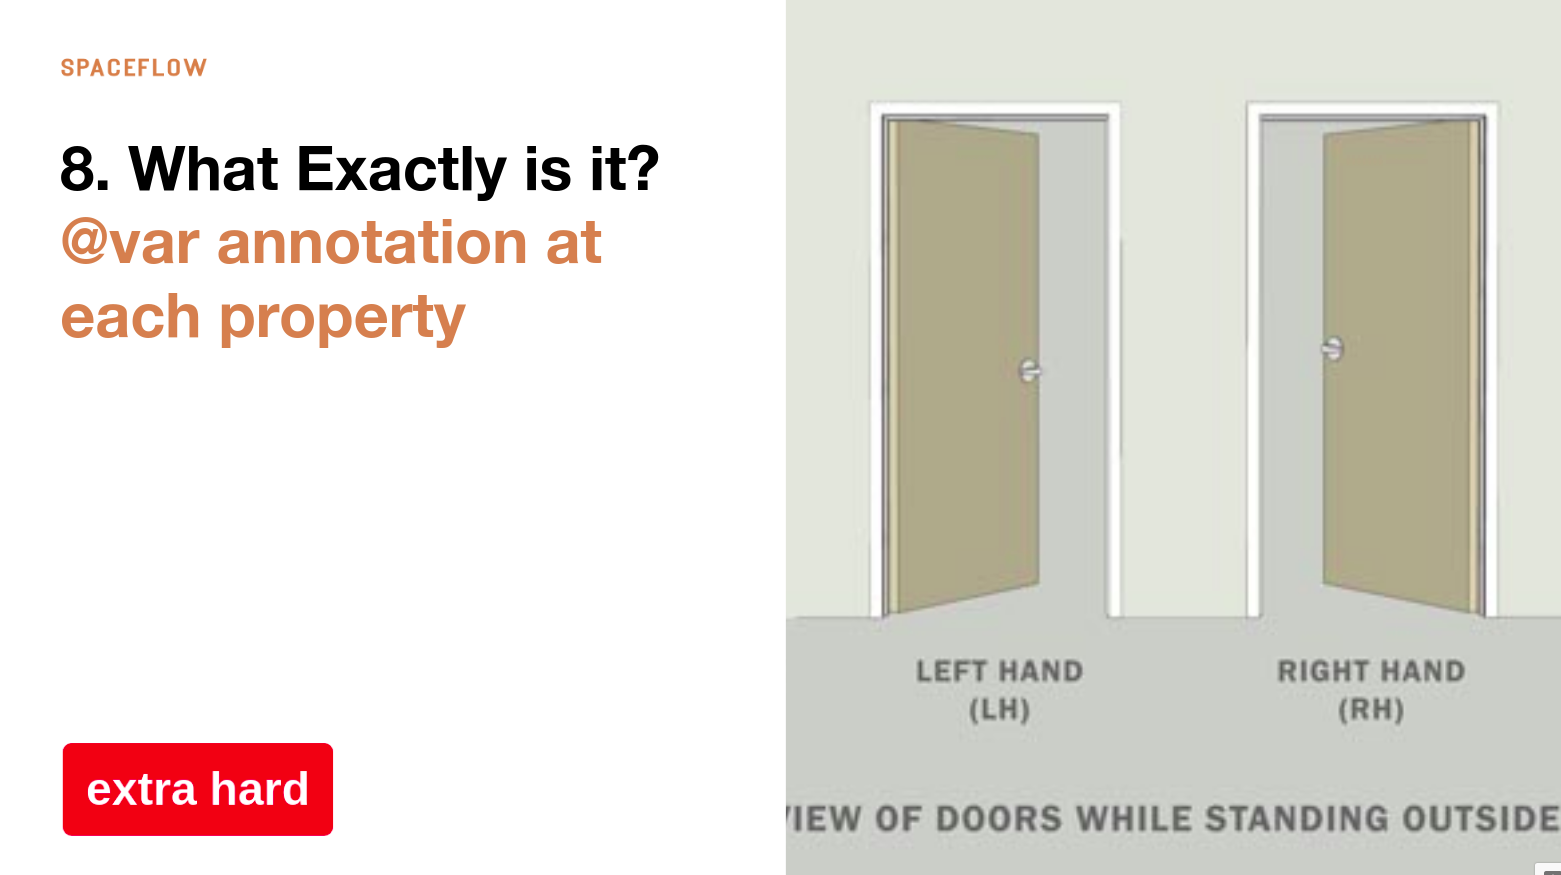 SPACEFLOW
8. What Exactly is it?
@var annotation at
each property
extra hard
LEFT HAND
(LH)
RIGHT HAND
(RH)
VIEW OF DOORS WHILE STANDING OUTSIDE